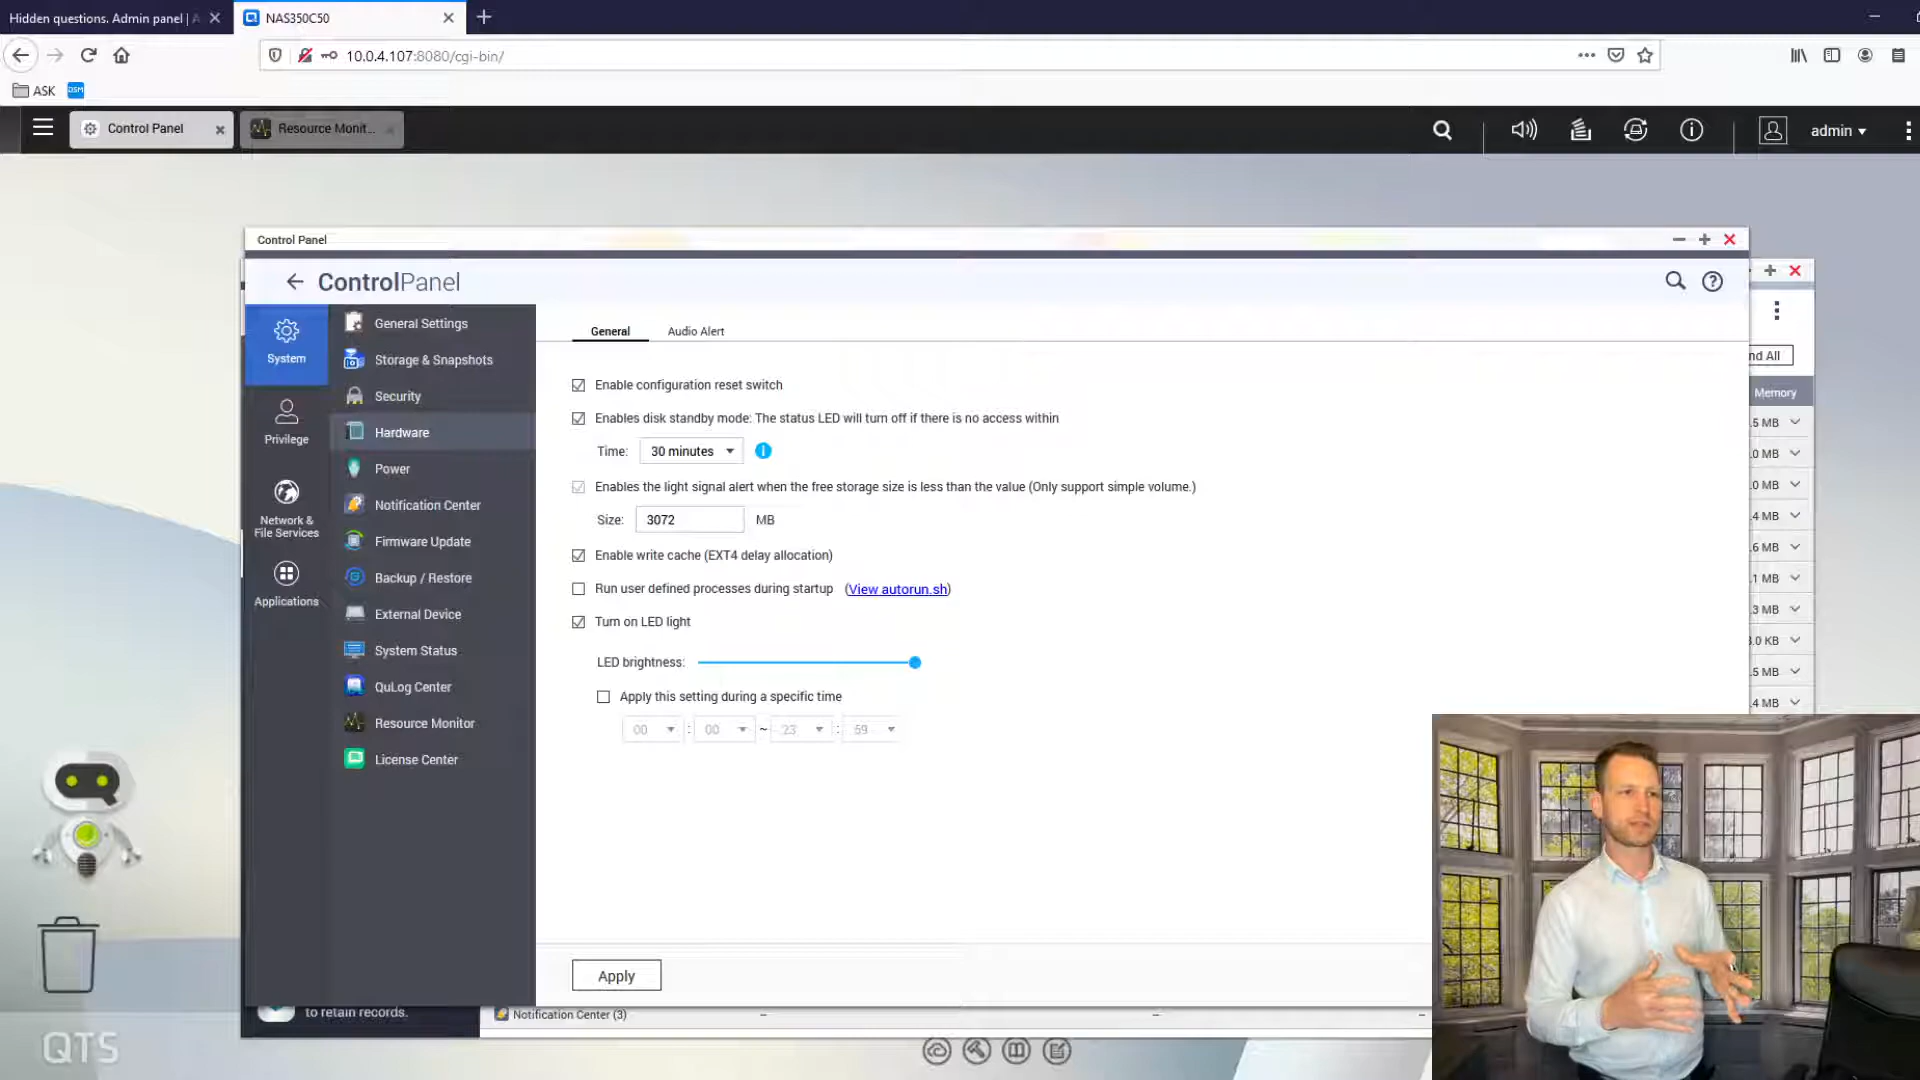 Hidden questions. Admin panel |
NAS350C50
10.0.4.107:8080/cgi-bin/
ASK
DSM
Control Panel
Resource Monit...
admin
Control Panel
ControlPanel
nd All
Memory
System
Privilege
Network &
File Services
Applications
General Settings
Storage & Snapshots
Security
Hardware
Power
Notification Center
Firmware Update
Backup / Restore
External Device
System Status
QuLog Center
Resource Monitor
License Center
General
Audio Alert
Enable configuration reset switch
Enables disk standby mode: The status LED will turn off if there is no access within
Time: 30 minutes
Enables the light signal alert when the free storage size is less than the value (Only support simple volume.)
Size: 3072 MB
Enable write cache (EXT4 delay allocation)
Run user defined processes during startup (View autorun.sh)
Turn on LED light
LED brightness:
Apply this setting during a specific time
00 : 00 ~ 23 : 59
Apply
.5 MB
.0 MB
.0 MB
.4 MB
.6 MB
.1 MB
.3 MB
.0 KB
.5 MB
.4 MB
to retain records.
Notification Center (3)
--
--
--
QTS